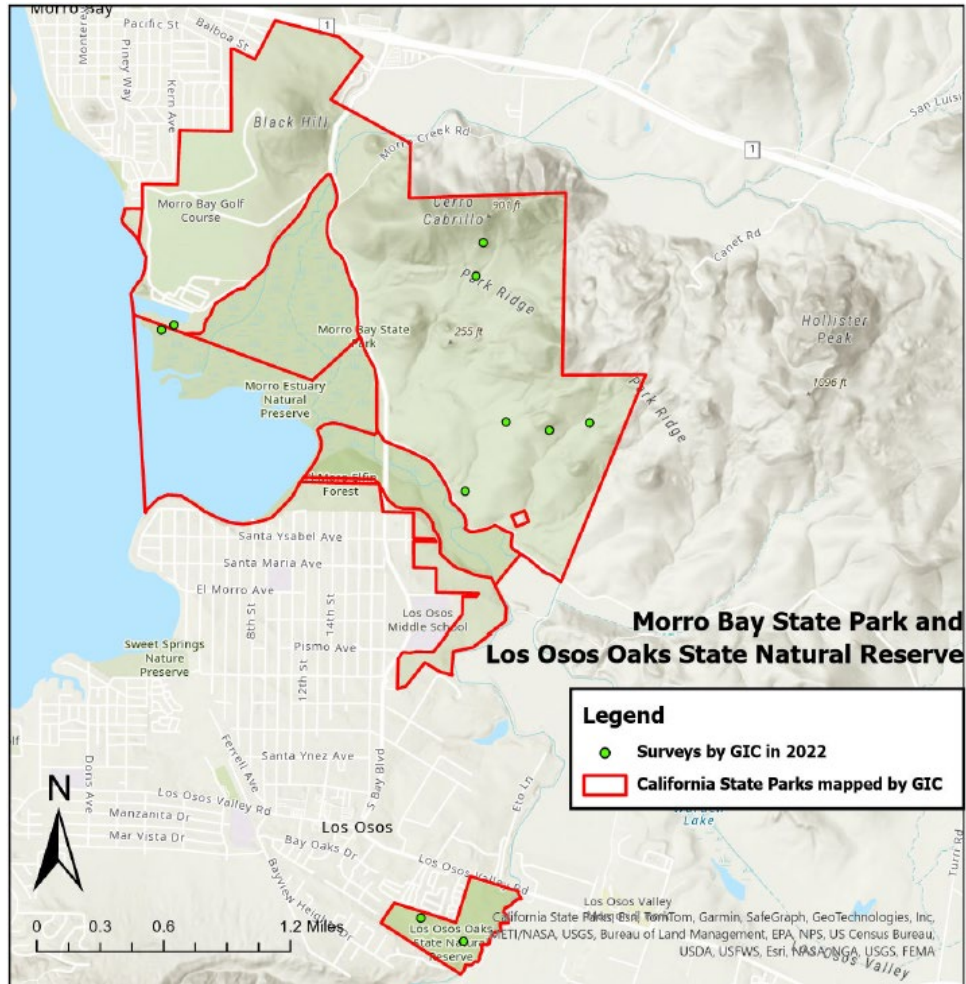 Morro Bay
Pacific St
Balboa St
Piney Way
Kern Ave
1
San Luis
Black Hill
Creek Rd
1
Morro Bay Golf
Course
Cerro
Cabrillo
901 ft
Canet Rd
Park Ridge
Hollister
Peak
Morro Bay State
Park
255 ft
1096 ft
Park Ridge
Morro Estuary
Natural
Preserve
Forest
Santa Ysabel Ave
Santa Maria Ave
El Morro Ave
8th St
14th St
Los Osos
Middle School
Pismo Ave
12th St
Sweet Springs
Nature
Preserve
Morro Bay State Park and
Los Osos Oaks State Natural Reserve
Legend
Surveys by GIC in 2022
California State Parks mapped by GIC
Santa Ynez Ave
Doris Ave
Ferrell Ave
S Bay Blvd
Eto Ln
Lake
Turri Rd
N
Los Osos Valley Rd
Manzanita Dr
Mar Vista Dr
Los Osos
Bay Oaks Dr
Los Osos Valley Rd
0 0.3 0.6 1.2 Miles
Los Osos Oaks
State Natural
Reserve
Los Osos Valley
California State Parks, Esri, TomTom, Garmin, SafeGraph, GeoTechnologies, Inc,
METI/NASA, USGS, Bureau of Land Management, EPA, NPS, US Census Bureau,
USDA, USFWS, Esri, NASA, NGA, USGS, FEMA